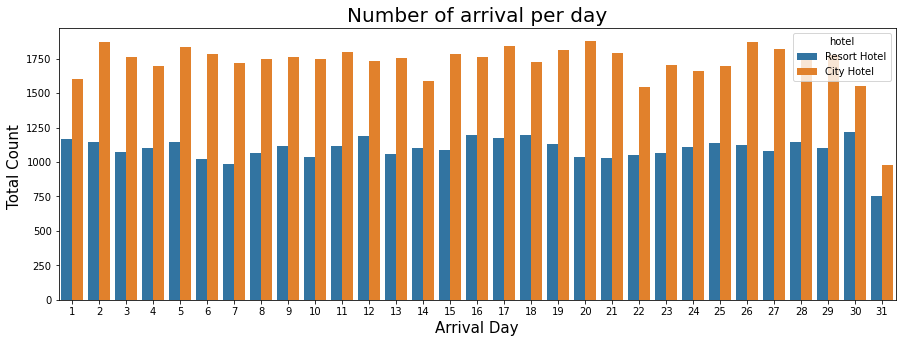 Number of arrival per day
hotel
Resort Hotel
City Hotel
Total Count
1750
1500
1250
1000
750
500
250
0
1 2 3 4 5 6 7 8 9 10 11 12 13 14 15 16 17 18 19 20 21 22 23 24 25 26 27 28 29 30 31
Arrival Day